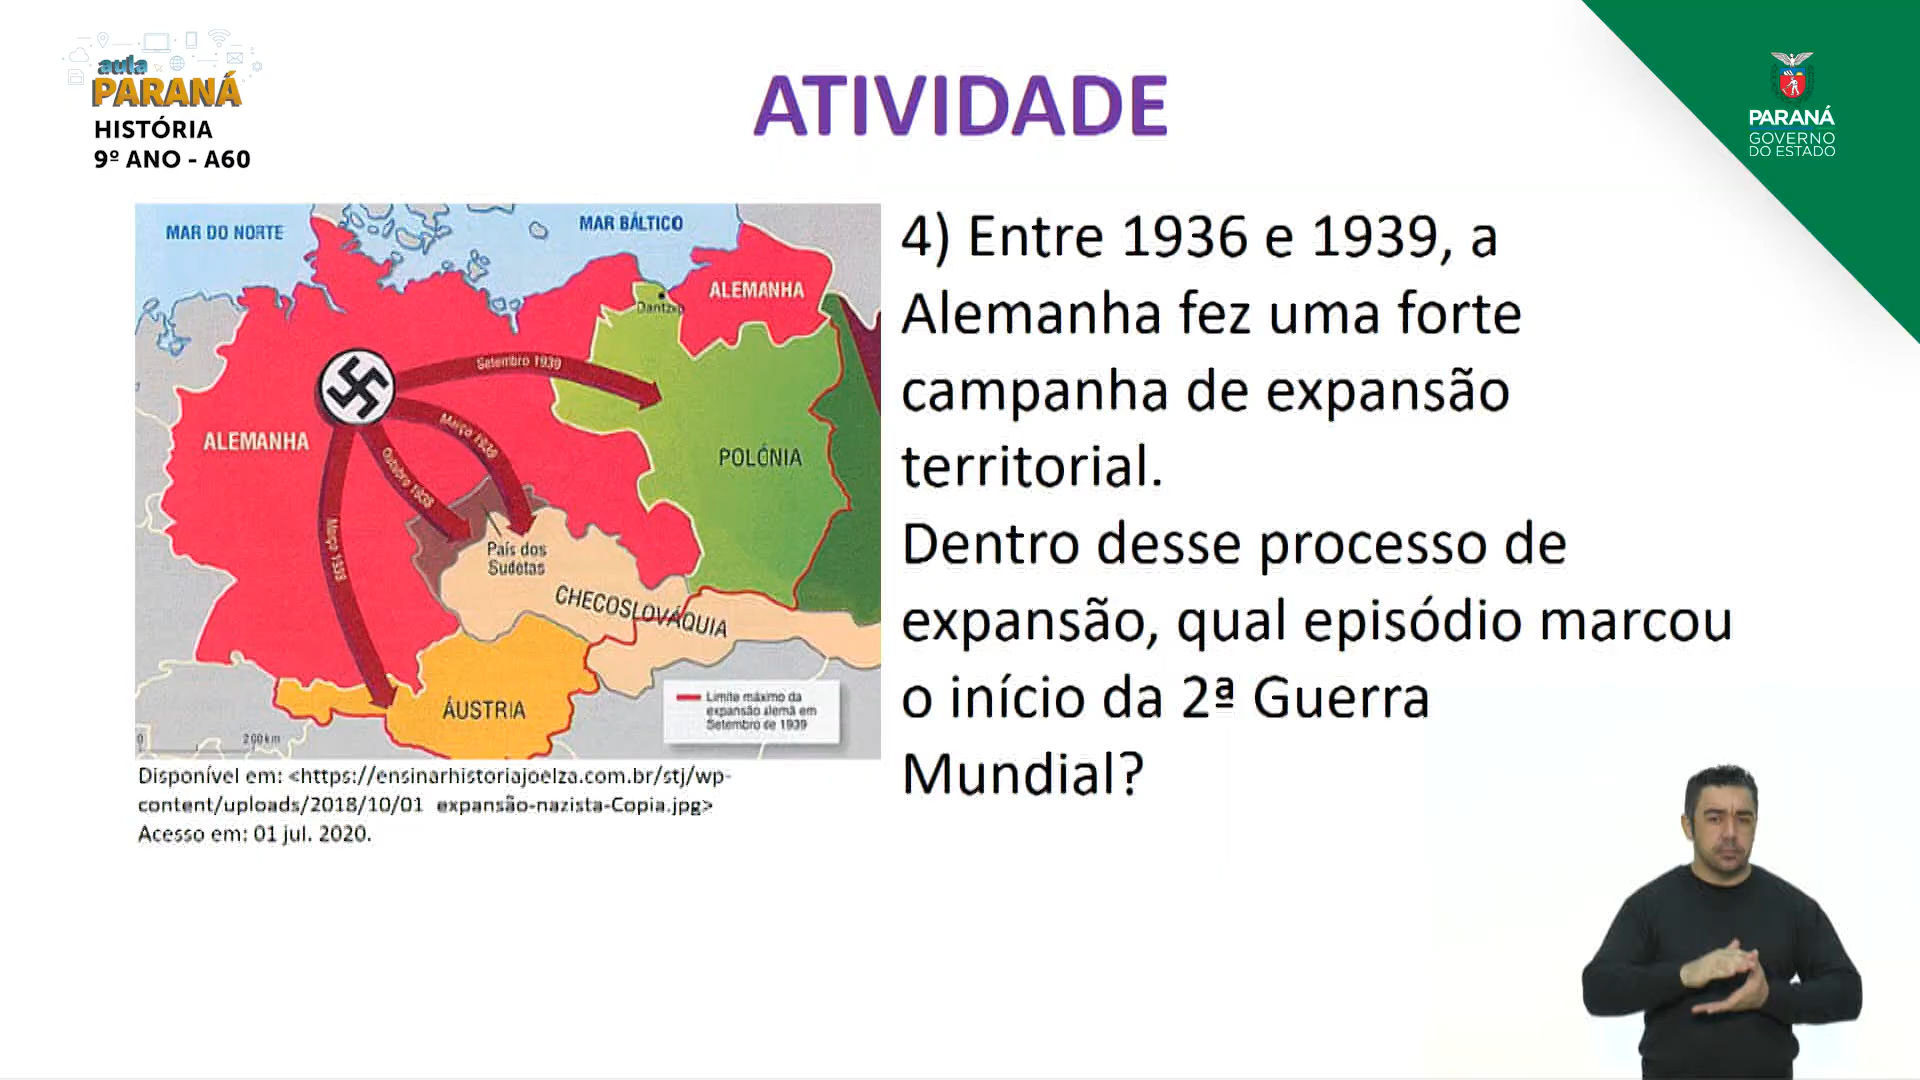 aula
PARANÁ
HISTÓRIA
9º ANO - A60
ATIVIDADE
PARANÁ
GOVERNO
DO ESTADO
MAR DO NORTE
MAR BÁLTICO
ALEMANHA
Dantzig
Setembro 1939
ALEMANHA
Março 1939
Outubro 1938
POLÓNIA
Março 1938
País dos
Sudetas
CHECOSLOVÁQUIA
ÁUSTRIA
Limite máximo da
expansão alemã em
Setembro de 1939
0 200 km
Disponível em: <https://ensinarhistoriajoelza.com.br/stj/wp-
content/uploads/2018/10/01 expansão-nazista-Copia.jpg>
Acesso em: 01 jul. 2020.
4) Entre 1936 e 1939, a
Alemanha fez uma forte
campanha de expansão
territorial.
Dentro desse processo de
expansão, qual episódio marcou
o início da 2ª Guerra
Mundial?